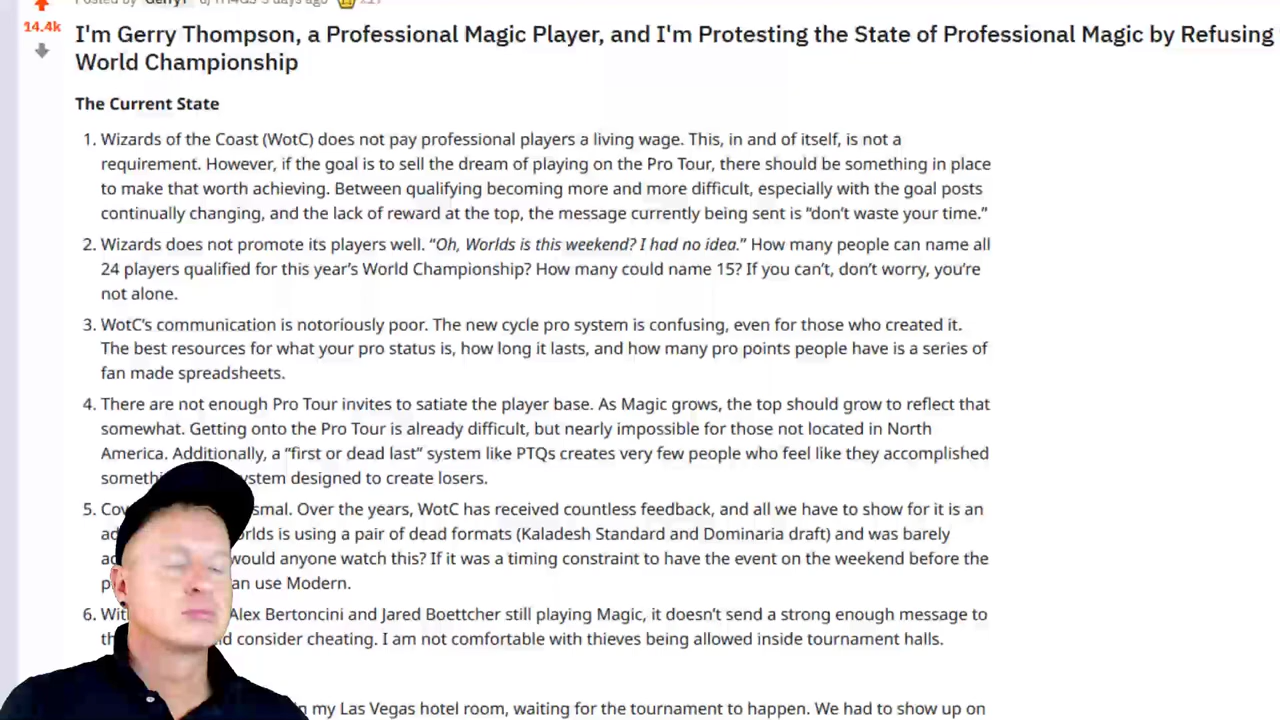 Posted by GerryT 3 days ago
14.4k
I'm Gerry Thompson, a Professional Magic Player, and I'm Protesting the State of Professional Magic by Refusing
World Championship
The Current State
1. Wizards of the Coast (WotC) does not pay professional players a living wage. This, in and of itself, is not a
requirement. However, if the goal is to sell the dream of playing on the Pro Tour, there should be something in place
to make that worth achieving. Between qualifying becoming more and more difficult, especially with the goal posts
continually changing, and the lack of reward at the top, the message currently being sent is “don’t waste your time.”
2. Wizards does not promote its players well. “Oh, Worlds is this weekend? I had no idea.” How many people can name all
24 players qualified for this year’s World Championship? How many could name 15? If you can’t, don’t worry, you’re
not alone.
3. WotC’s communication is notoriously poor. The new cycle pro system is confusing, even for those who created it.
The best resources for what your pro status is, how long it lasts, and how many pro points people have is a series of
fan made spreadsheets.
4. There are not enough Pro Tour invites to satiate the player base. As Magic grows, the top should grow to reflect that
somewhat. Getting onto the Pro Tour is already difficult, but nearly impossible for those not located in North
America. Additionally, a “first or dead last” system like PTQs creates very few people who feel like they accomplished
system designed to create losers.
5. Over the years, WotC has received countless feedback, and all we have to show for it is an
is using a pair of dead formats (Kaladesh Standard and Dominaria draft) and was barely
would anyone watch this? If it was a timing constraint to have the event on the weekend before the
use Modern.
6. Alex Bertoncini and Jared Boettcher still playing Magic, it doesn’t send a strong enough message to
consider cheating. I am not comfortable with thieves being allowed inside tournament halls.
in my Las Vegas hotel room, waiting for the tournament to happen. We had to show up on